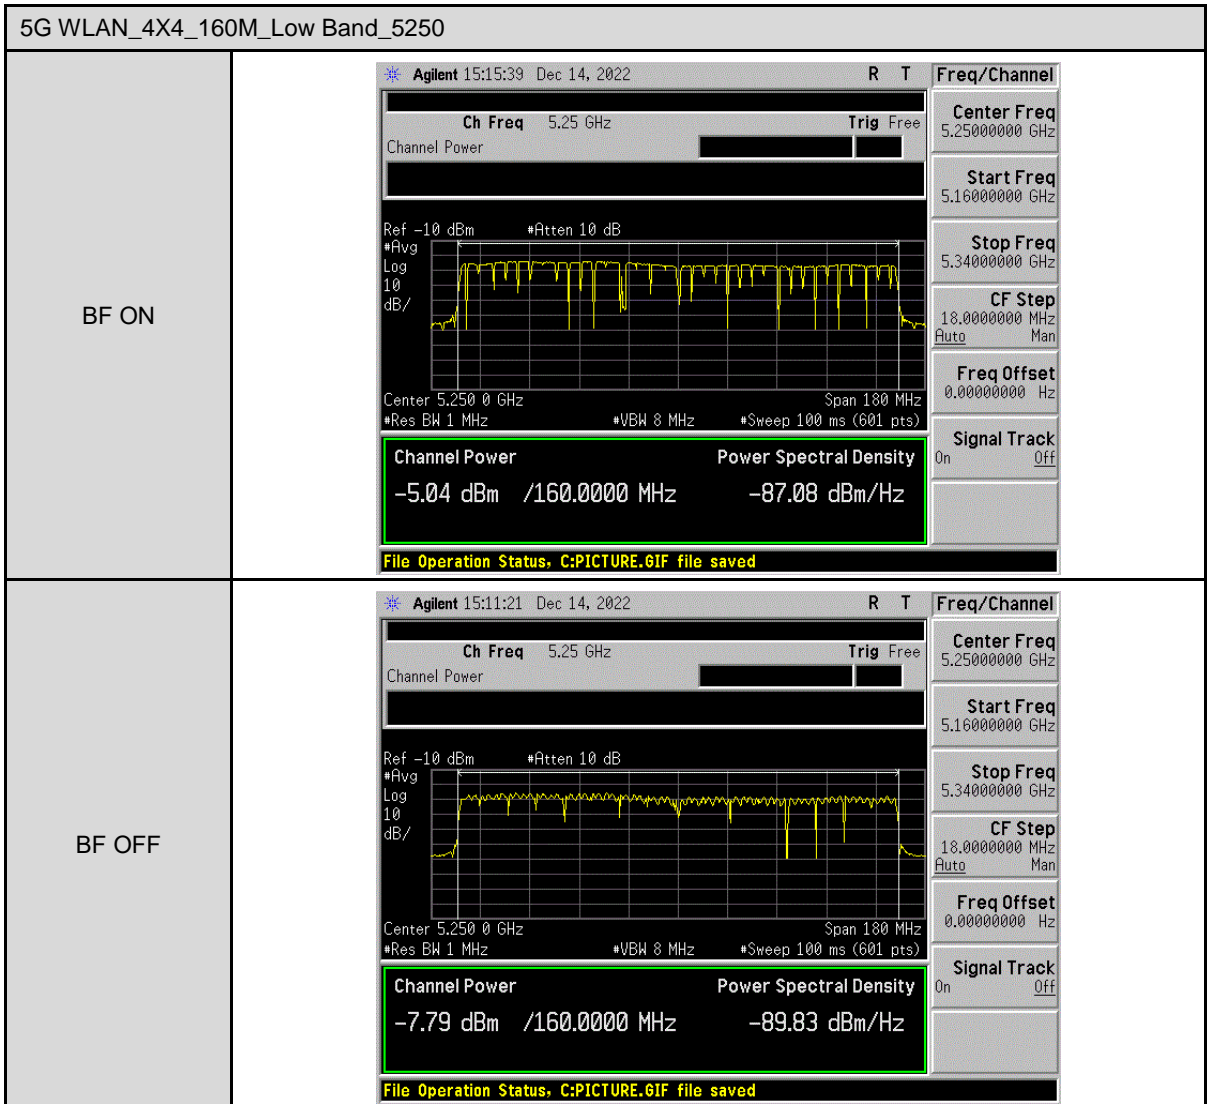 5G WLAN_4X4_160M_Low Band_5250
BF ON
Agilent 15:15:39 Dec 14, 2022 R T Freq/Channel
Ch Freq 5.25 GHz Trig Free
Channel Power
Center Freq
5.25000000 GHz
Start Freq
5.16000000 GHz
Stop Freq
5.34000000 GHz
CF Step
18.0000000 MHz
Auto Man
Freq Offset
0.00000000 Hz
Signal Track
On Off
Ref -10 dBm #Atten 10 dB
#Avg
Log
10
dB/
Center 5.250 0 GHz Span 180 MHz
#Res BW 1 MHz #VBW 8 MHz #Sweep 100 ms (601 pts)
Channel Power Power Spectral Density
-5.04 dBm /160.0000 MHz -87.08 dBm/Hz
File Operation Status, C:PICTURE.GIF file saved
BF OFF
Agilent 15:11:21 Dec 14, 2022 R T Freq/Channel
Ch Freq 5.25 GHz Trig Free
Channel Power
Center Freq
5.25000000 GHz
Start Freq
5.16000000 GHz
Stop Freq
5.34000000 GHz
CF Step
18.0000000 MHz
Auto Man
Freq Offset
0.00000000 Hz
Signal Track
On Off
Ref -10 dBm #Atten 10 dB
#Avg
Log
10
dB/
Center 5.250 0 GHz Span 180 MHz
#Res BW 1 MHz #VBW 8 MHz #Sweep 100 ms (601 pts)
Channel Power Power Spectral Density
-7.79 dBm /160.0000 MHz -89.83 dBm/Hz
File Operation Status, C:PICTURE.GIF file saved